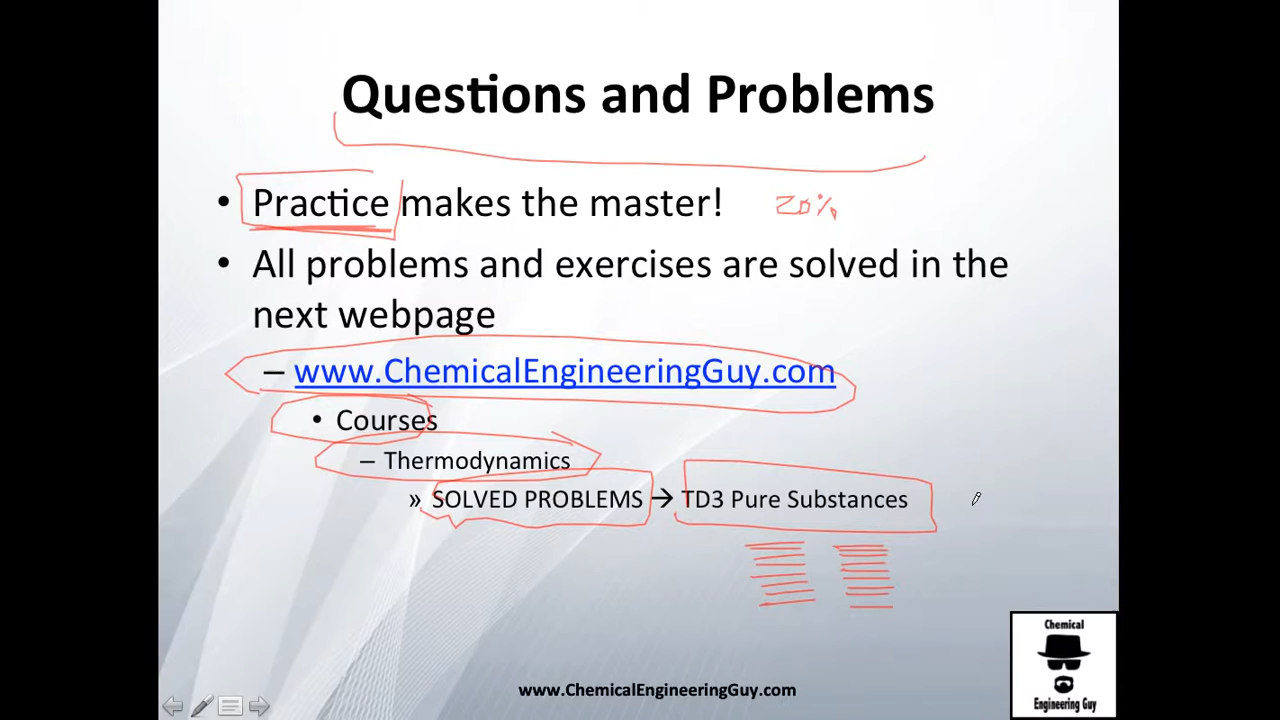 Questions and Problems
• Practice makes the master! 20%
• All problems and exercises are solved in the
next webpage
– www.ChemicalEngineeringGuy.com
• Courses
– Thermodynamics
» SOLVED PROBLEMS → TD3 Pure Substances
Chemical
Engineering Guy
www.ChemicalEngineeringGuy.com